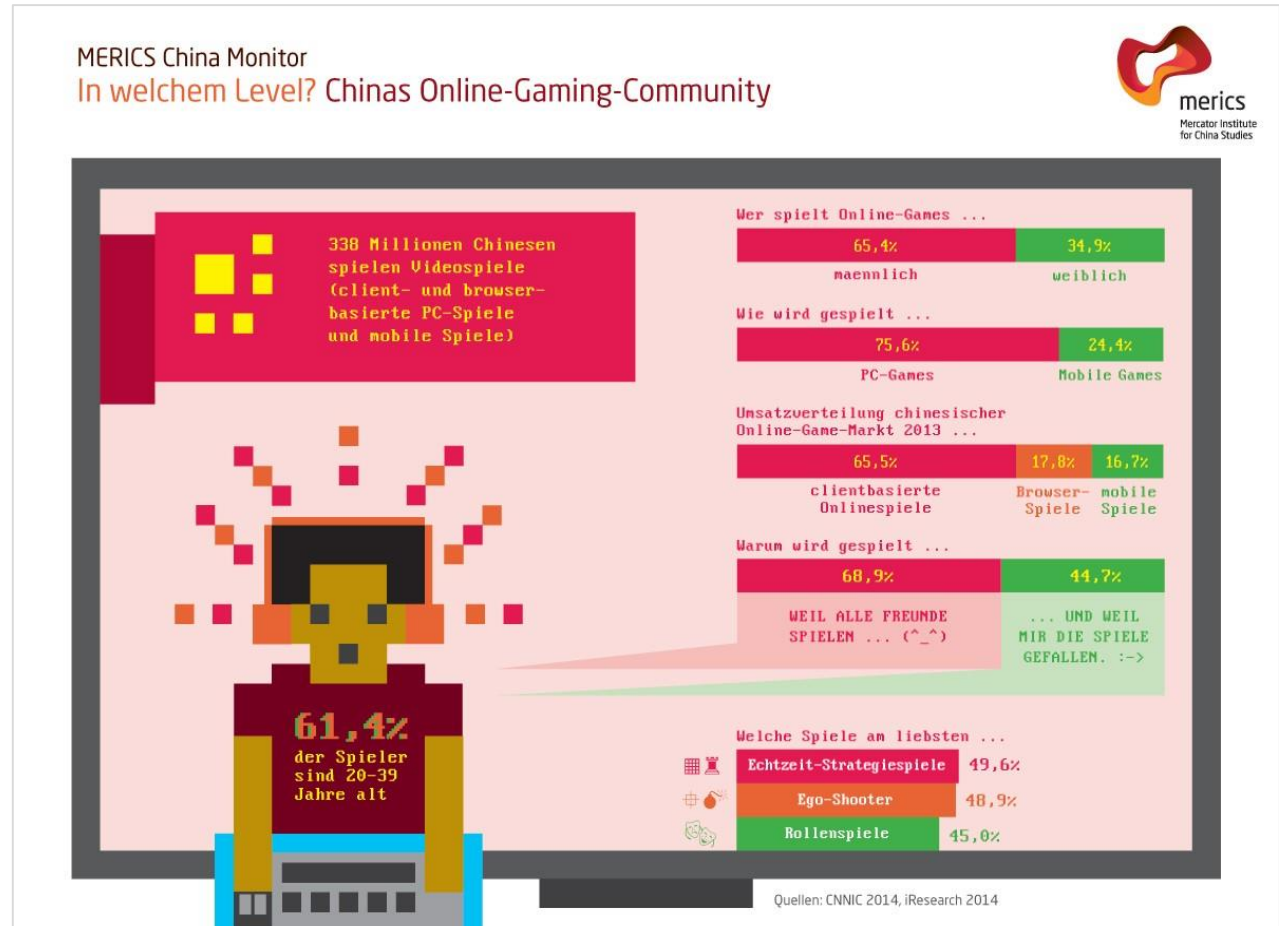 MERICS China Monitor
In welchem Level? Chinas Online-Gaming-Community
merics
Mercator Institute
for China Studies
338 Millionen Chinesen
spielen Videospiele
(client- und browser-
basierte PC-Spiele
und mobile Spiele)
61,4%
der Spieler
sind 20-39
Jahre alt
Wer spielt Online-Games ...
65,4% 34,9%
maennlich weiblich
Wie wird gespielt ...
75,6% 24,4%
PC-Games Mobile Games
Umsatzverteilung chinesischer
Online-Game-Markt 2013 ...
65,5% 17,8% 16,7%
clientbasierte Browser- mobile
Onlinespiele Spiele Spiele
Warum wird gespielt ...
68,9% 44,7%
WEIL ALLE FREUNDE
SPIELEN ... (^_^)
... UND WEIL
MIR DIE SPIELE
GEFALLEN. :->
Welche Spiele am liebsten ...
Echtzeit-Strategiespiele 49,6%
Ego-Shooter 48,9%
Rollenspiele 45,0%
Quellen: CNNIC 2014, iResearch 2014